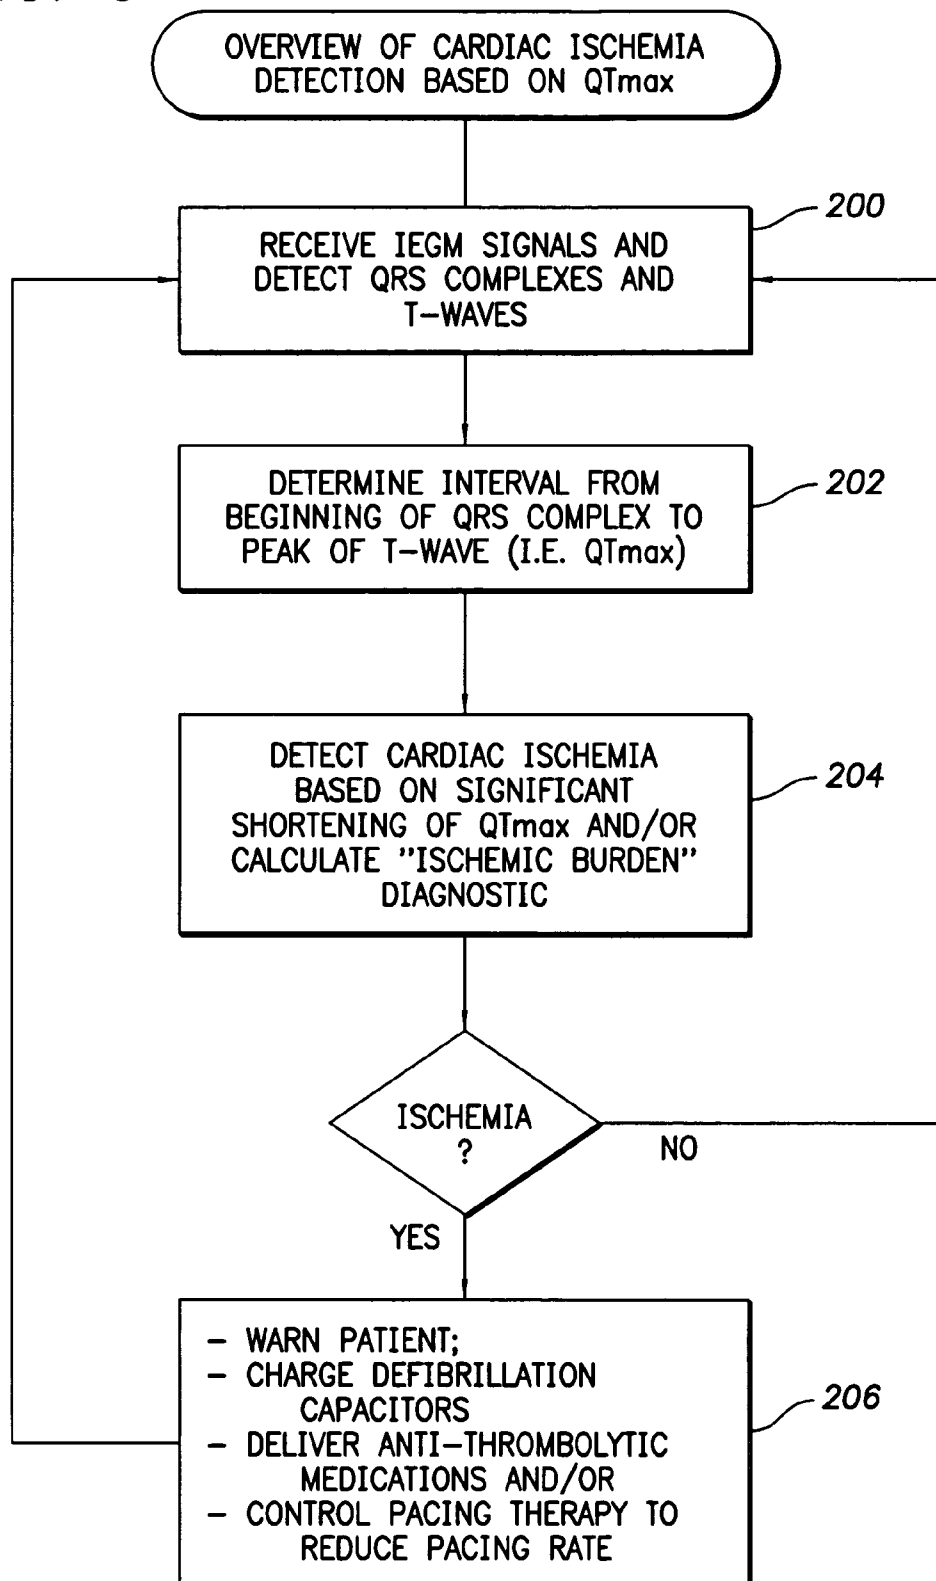 OVERVIEW OF CARDIAC ISCHEMIA
DETECTION BASED ON QTmax
200
RECEIVE IEGM SIGNALS AND
DETECT QRS COMPLEXES AND
T-WAVES
202
DETERMINE INTERVAL FROM
BEGINNING OF QRS COMPLEX TO
PEAK OF T-WAVE (I.E. QTmax)
204
DETECT CARDIAC ISCHEMIA
BASED ON SIGNIFICANT
SHORTENING OF QTmax AND/OR
CALCULATE "ISCHEMIC BURDEN"
DIAGNOSTIC
ISCHEMIA
?
NO
YES
206
- WARN PATIENT;
- CHARGE DEFIBRILLATION
CAPACITORS
- DELIVER ANTI-THROMBOLYTIC
MEDICATIONS AND/OR
- CONTROL PACING THERAPY TO
REDUCE PACING RATE